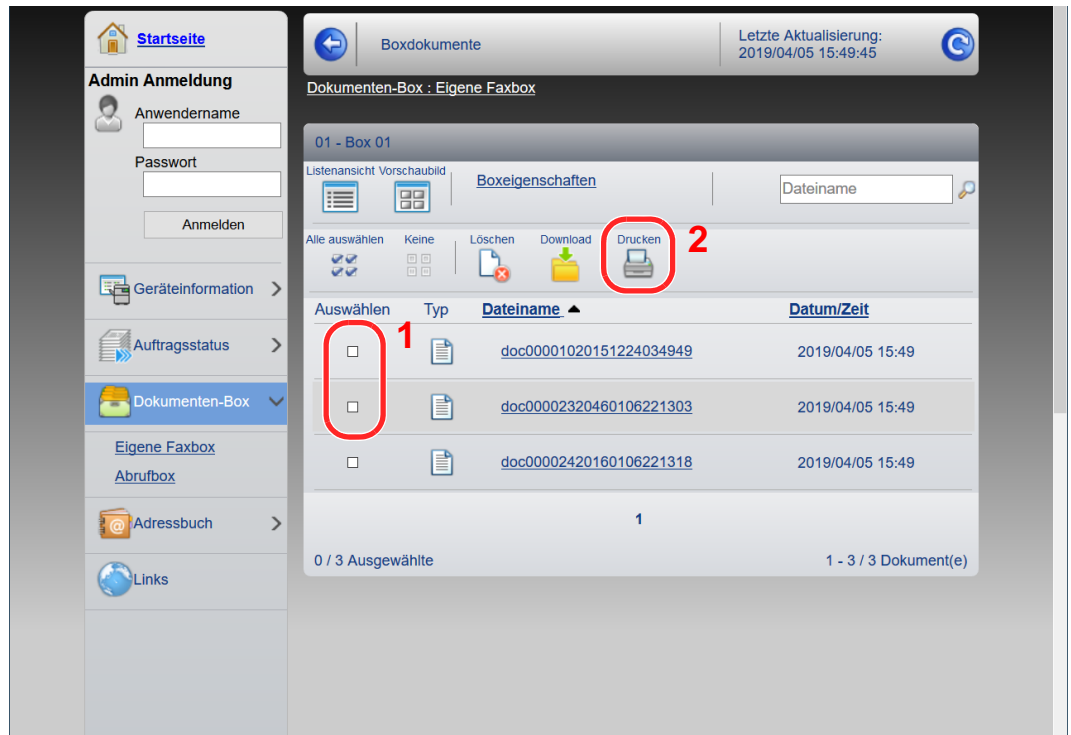 Startseite
Admin Anmeldung
Anwendername
Passwort
Anmelden
Geräteinformation
Auftragsstatus
Dokumenten-Box
Eigene Faxbox
Abrufbox
Adressbuch
Links
Boxdokumente
Letzte Aktualisierung:
2019/04/05 15:49:45
Dokumenten-Box : Eigene Faxbox
01 - Box 01
Listenansicht Vorschaubild
Boxeigenschaften
Dateiname
Alle auswählen Keine Löschen Download Drucken 2
Auswählen Typ Dateiname Datum/Zeit
1
doc00001020151224034949 2019/04/05 15:49
doc00002320460106221303 2019/04/05 15:49
doc00002420160106221318 2019/04/05 15:49
1
0 / 3 Ausgewählte 1 - 3 / 3 Dokument(e)